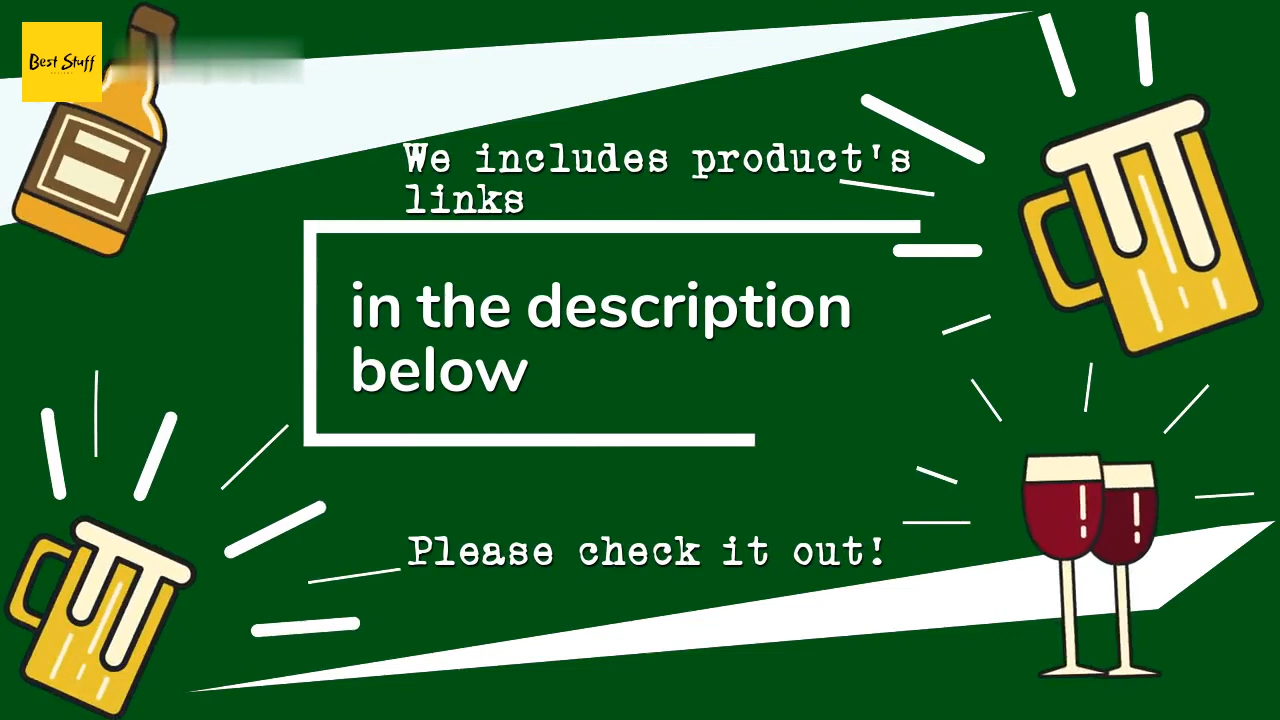 Best Stuff
We includes product's
links
in the description
below
Please check it out!